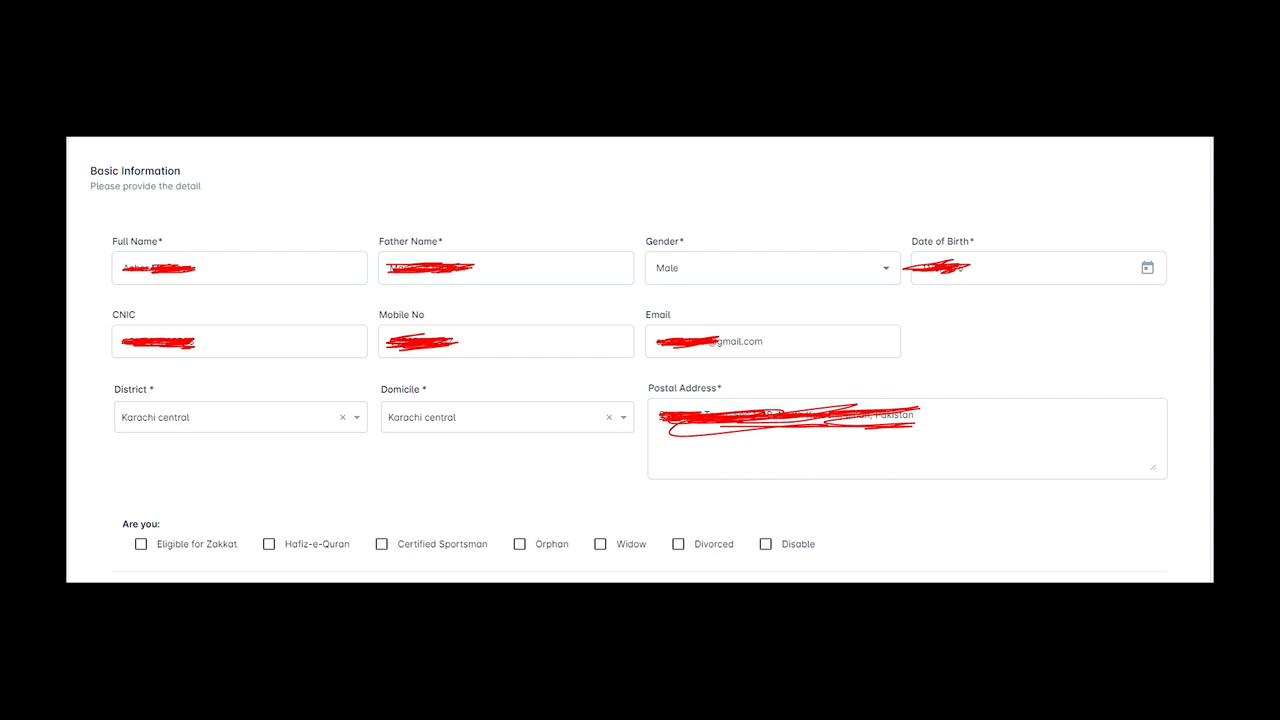 Basic Information
Please provide the detail
Full Name* Father Name* Gender* Date of Birth*
Male
CNIC Mobile No Email
@gmail.com
District * Domicile * Postal Address*
Karachi central Karachi central Pakistan
Are you:
Eligible for Zakkat Hafiz-e-Quran Certified Sportsman Orphan Widow Divorced Disable